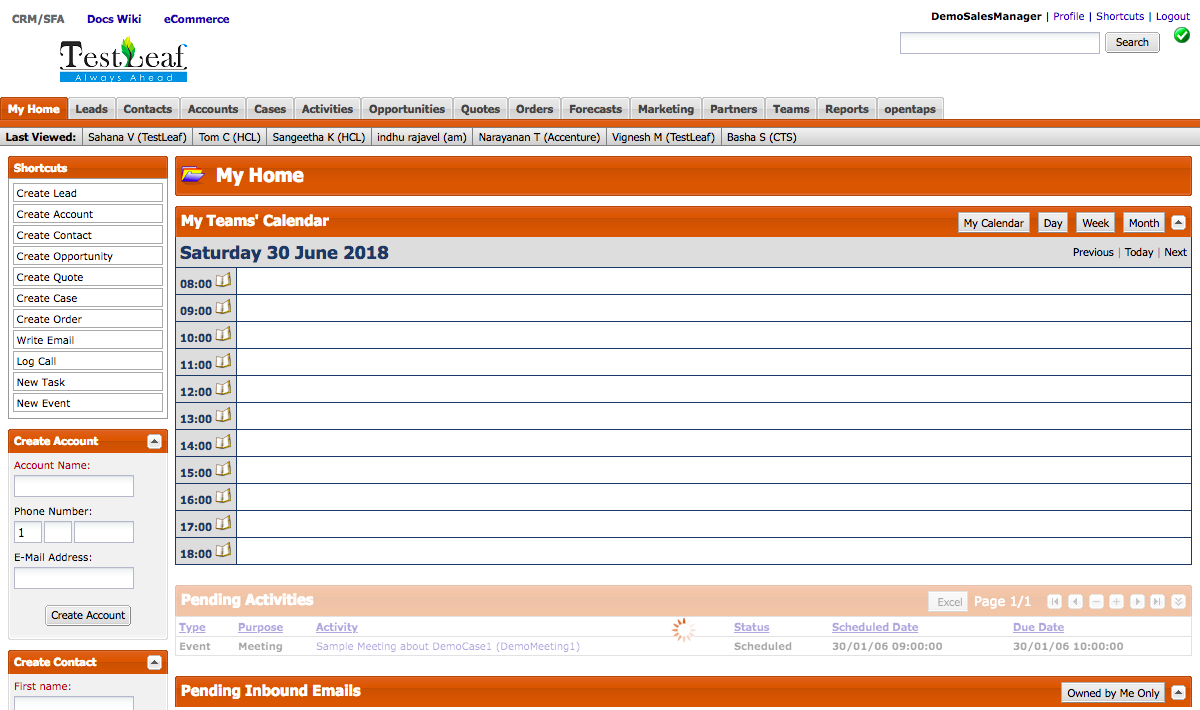 CRM/SFA Docs Wiki eCommerce
DemoSalesManager | Profile | Shortcuts | Logout
TestLeaf
Always Ahead
Search
My Home Leads Contacts Accounts Cases Activities Opportunities Quotes Orders Forecasts Marketing Partners Teams Reports opentaps
Last Viewed: Sahana V (TestLeaf) Tom C (HCL) Sangeetha K (HCL) indhu rajavel (am) Narayanan T (Accenture) Vignesh M (TestLeaf) Basha S (CTS)
Shortcuts
Create Lead
Create Account
Create Contact
Create Opportunity
Create Quote
Create Case
Create Order
Write Email
Log Call
New Task
New Event
Create Account
Account Name:
Phone Number:
1
E-Mail Address:
Create Account
Create Contact
First name:
My Home
My Teams' Calendar My Calendar Day Week Month
Saturday 30 June 2018 Previous | Today | Next
08:00
09:00
10:00
11:00
12:00
13:00
14:00
15:00
16:00
17:00
18:00
Pending Activities Excel Page 1/1
Type Purpose Activity Status Scheduled Date Due Date
Event Meeting Sample Meeting about DemoCase1 (DemoMeeting1) Scheduled 30/01/06 09:00:00 30/01/06 10:00:00
Pending Inbound Emails Owned by Me Only